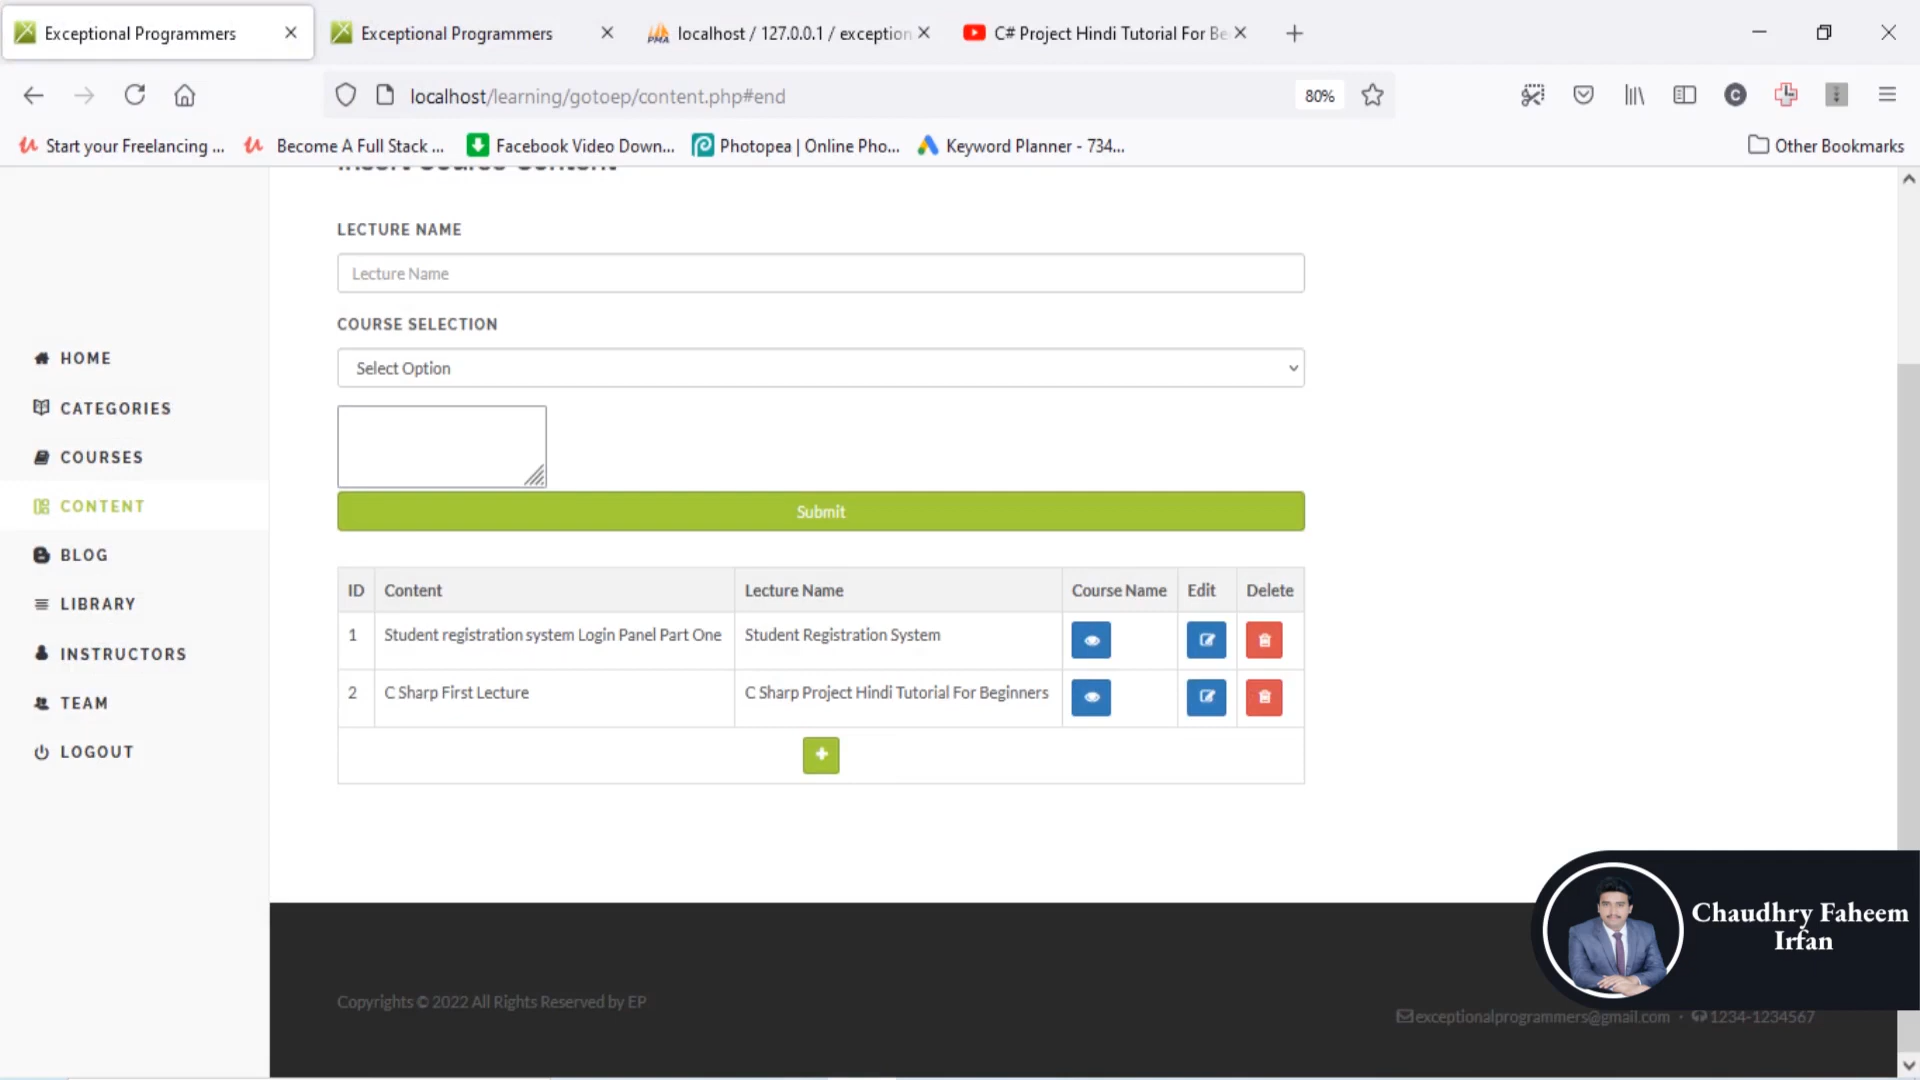 Exceptional Programmers
Exceptional Programmers
localhost / 127.0.0.1 / exception
C# Project Hindi Tutorial For Be
localhost/learning/gotoep/content.php#end
80%
Start your Freelancing ...
Become A Full Stack ...
Facebook Video Down...
Photopea | Online Pho...
Keyword Planner - 734...
Other Bookmarks
Insert Course Content
LECTURE NAME
Lecture Name
COURSE SELECTION
Select Option
Submit
HOME
CATEGORIES
COURSES
CONTENT
BLOG
LIBRARY
INSTRUCTORS
TEAM
LOGOUT
ID Content Lecture Name Course Name Edit Delete
1 Student registration system Login Panel Part One Student Registration System
2 C Sharp First Lecture C Sharp Project Hindi Tutorial For Beginners
Chaudhry Faheem
Irfan
Copyrights © 2022 All Rights Reserved by EP
exceptionalprogrammers@gmail.com · 1234-1234567